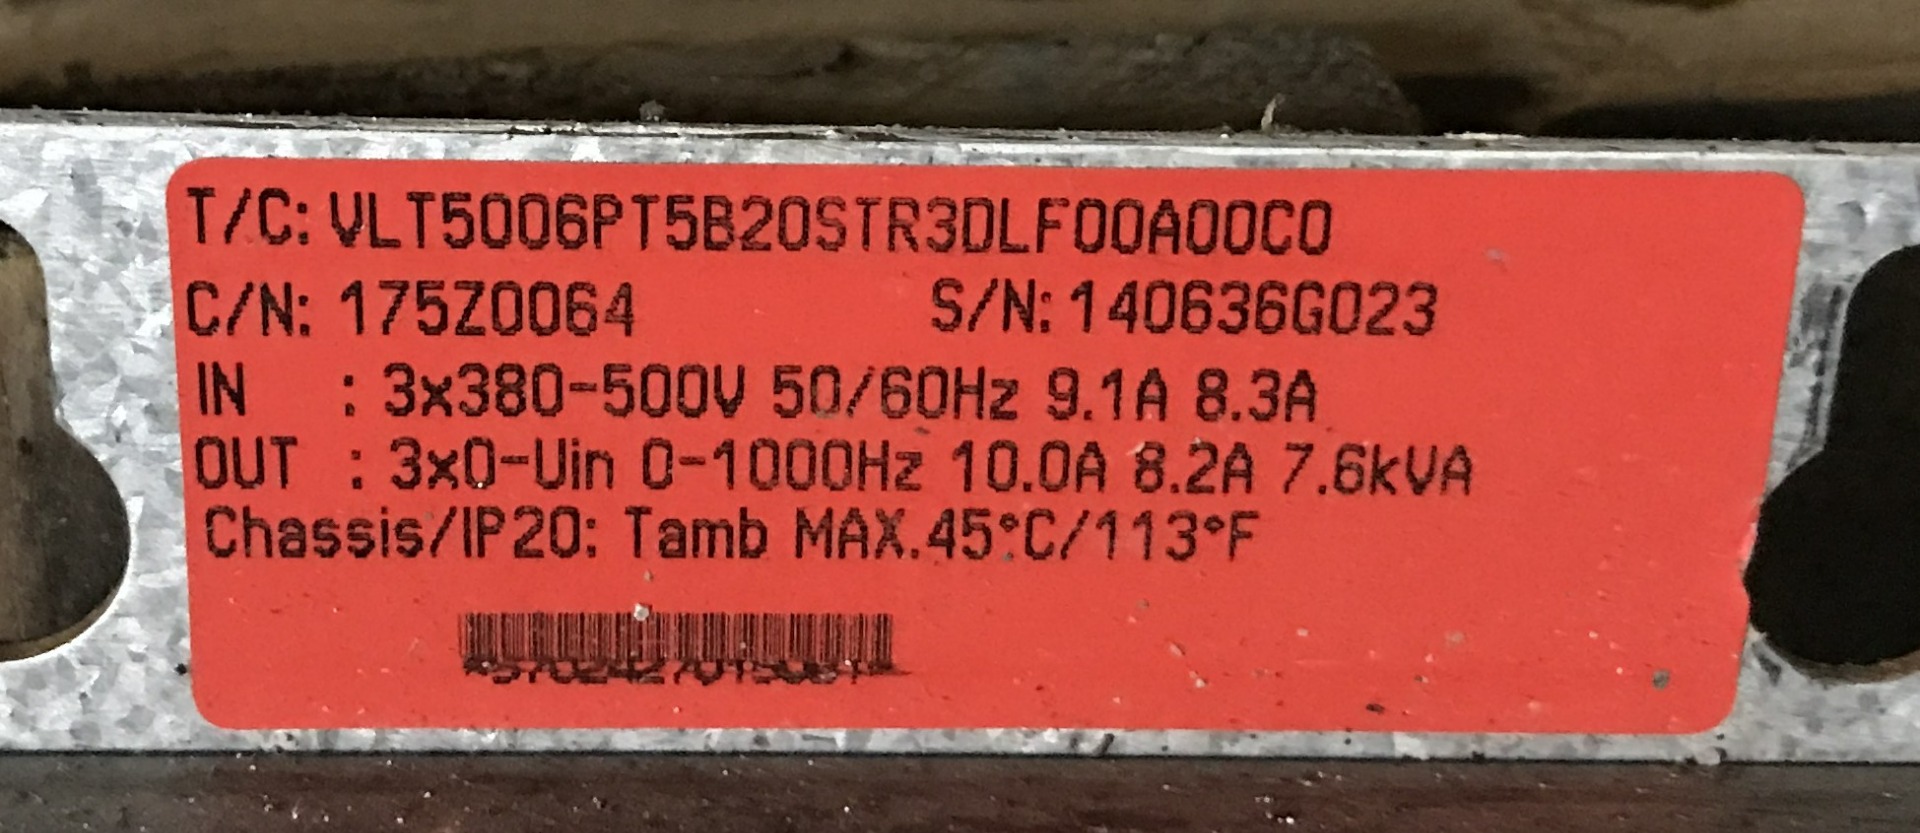 T/C: VLT5006PT5B20STR3DLF00A00C0
C/N: 175Z0064 S/N: 140636G023
IN : 3x380-500V 50/60Hz 9.1A 8.3A
OUT : 3x0-Uin 0-1000Hz 10.0A 8.2A 7.6kVA
Chassis/IP20: Tamb MAX.45°C/113°F